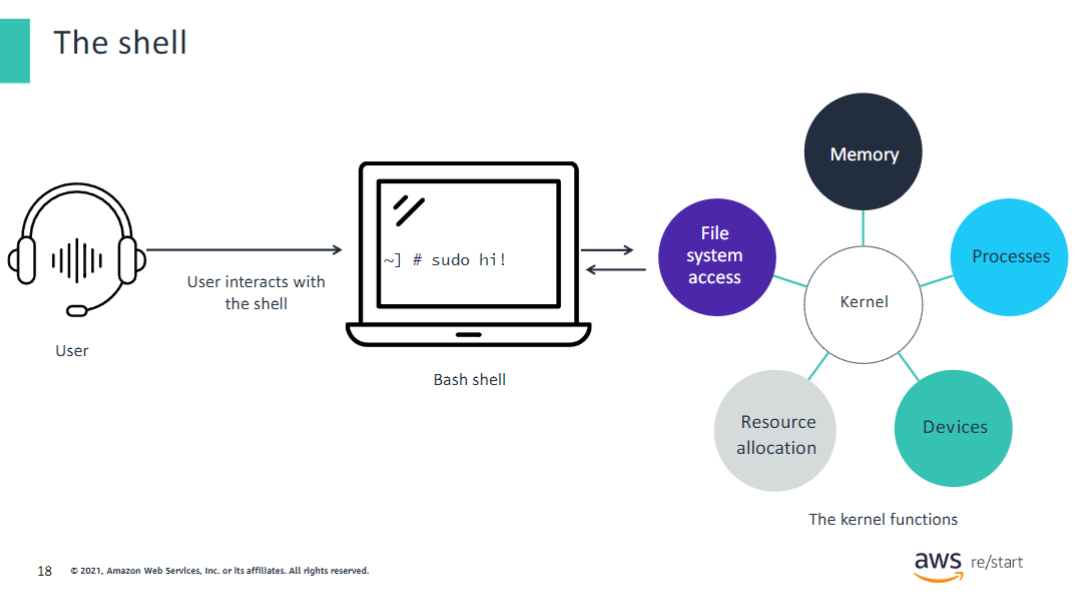 The shell
Memory
File
system
access
Processes
~] # sudo hi!
User interacts with
the shell
Kernel
User
Bash shell
Resource
allocation
Devices
The kernel functions
18
© 2021, Amazon Web Services, Inc. or its affiliates. All rights reserved.
aws re/start